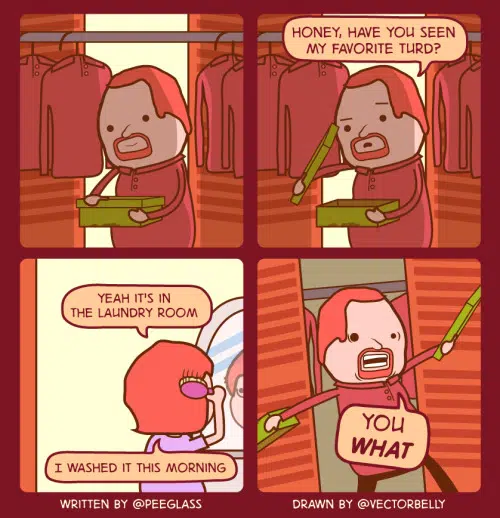 HONEY, HAVE YOU SEEN
MY FAVORITE TURD?
YEAH IT'S IN
THE LAUNDRY ROOM
I WASHED IT THIS MORNING
YOU
WHAT
WRITTEN BY @PEEGLASS
DRAWN BY @VECTORBELLY